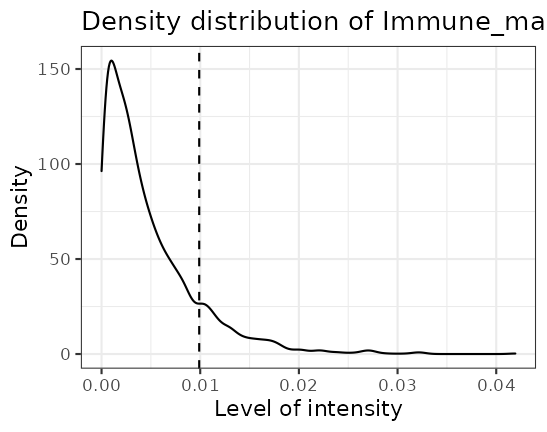 Density distribution of Immune_ma
150
100
50
0
Density
0.00 0.01 0.02 0.03 0.04
Level of intensity